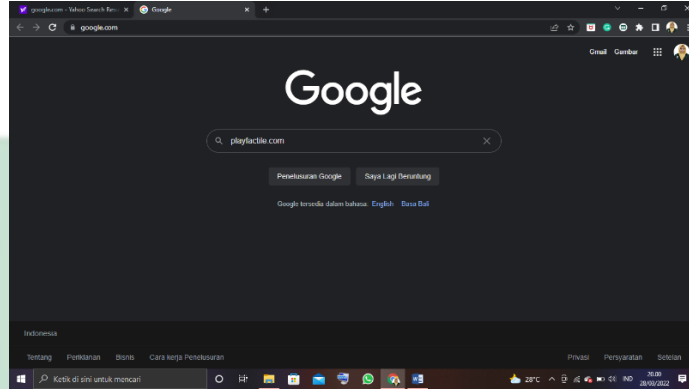 google.com - Yahoo Search Resu
Google
google.com
Gmail Gambar
Google
playfactile.com
Penelusuran Google Saya Lagi Beruntung
Google tersedia dalam bahasa: English Basa Bali
Indonesia
Tentang Periklanan Bisnis Cara kerja Penelusuran Privasi Persyaratan Setelan
Ketik di sini untuk mencari
28°C
IND
20.00
28/03/2022